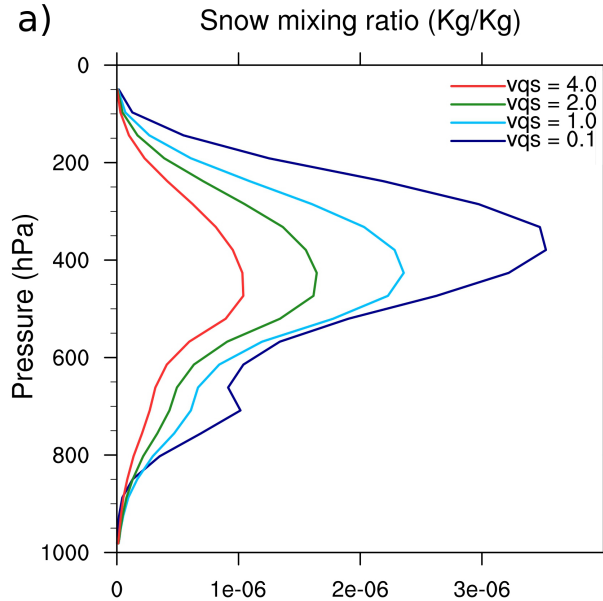 a)
Snow mixing ratio (Kg/Kg)
vqs = 4.0
vqs = 2.0
vqs = 1.0
vqs = 0.1
Pressure (hPa)
0
200
400
600
800
1000
0
1e-06
2e-06
3e-06